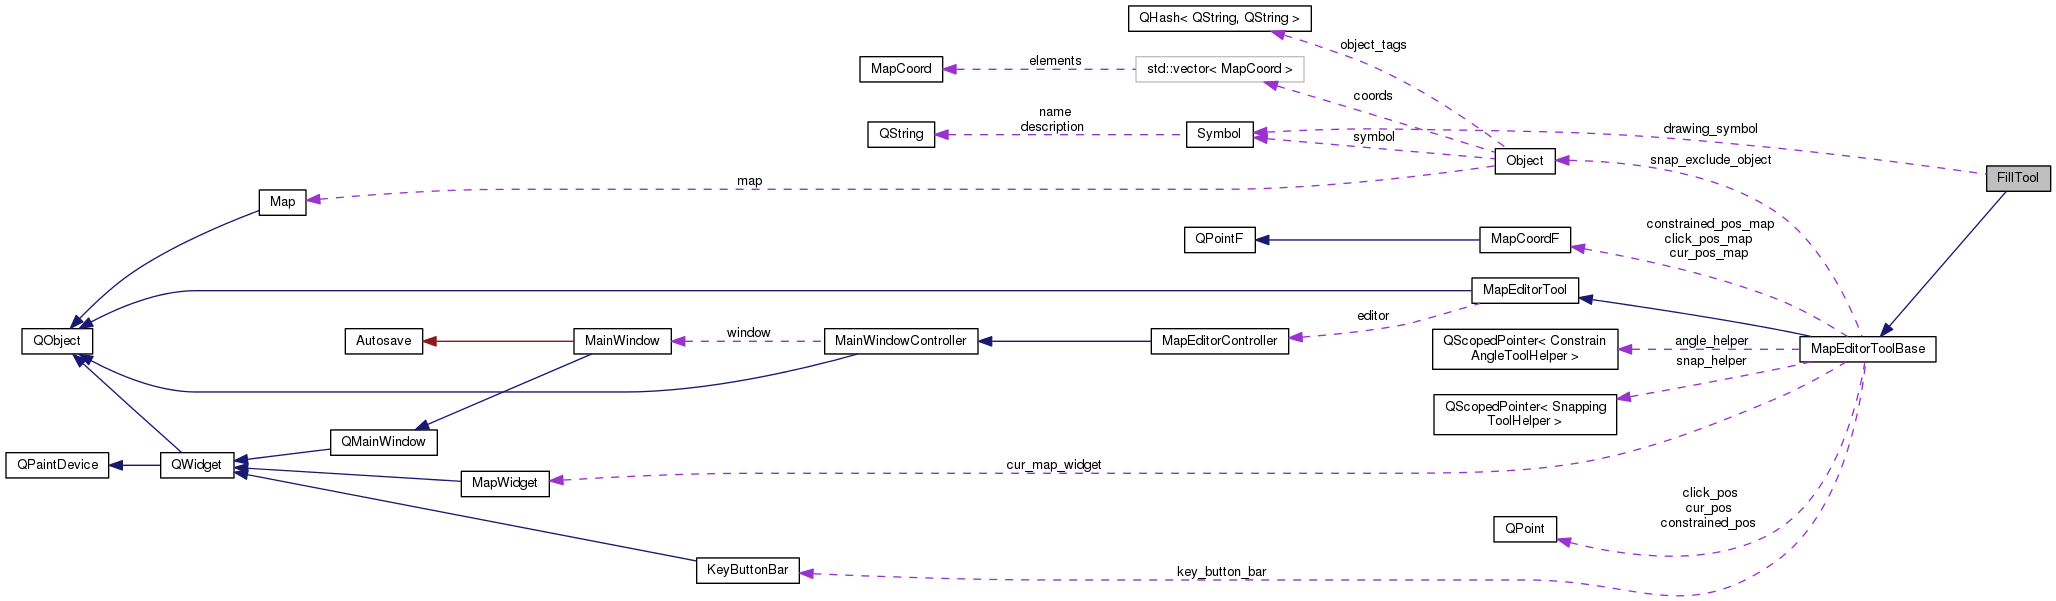 QHash< QString, QString >
object_tags
MapCoord
elements
std::vector< MapCoord >
coords
name
description
QString
Symbol
symbol
drawing_symbol
snap_exclude_object
Object
FillTool
map
Map
constrained_pos_map
click_pos_map
cur_pos_map
QPointF
MapCoordF
MapEditorTool
editor
QObject
Autosave
MainWindow
window
MainWindowController
MapEditorController
QScopedPointer< Constrain
AngleToolHelper >
angle_helper
snap_helper
MapEditorToolBase
QScopedPointer< Snapping
ToolHelper >
QMainWindow
QPaintDevice
QWidget
MapWidget
cur_map_widget
click_pos
cur_pos
constrained_pos
QPoint
KeyButtonBar
key_button_bar